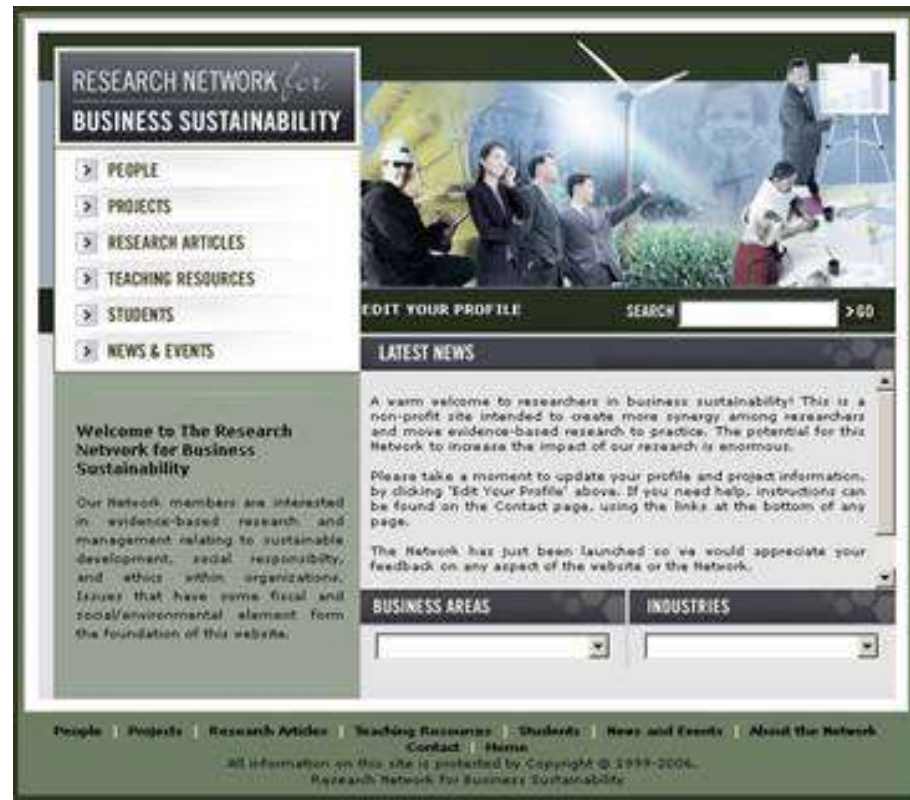 RESEARCH NETWORK for
BUSINESS SUSTAINABILITY
PEOPLE
PROJECTS
RESEARCH ARTICLES
TEACHING RESOURCES
STUDENTS
NEWS & EVENTS
EDIT YOUR PROFILE
SEARCH
GO
LATEST NEWS
A warm welcome to researchers in business sustainability! This is a
non-profit site intended to create more synergy among researchers
and move evidence-based research to practice. The potential for this
Network to increase the impact of our research is enormous.
Please take a moment to update your profile and project information,
by clicking 'Edit Your Profile' above. If you need help, instructions can
be found on the Contact page, using the links at the bottom of any
page.
The Network has just been launched so we would appreciate your
feedback on any aspect of the website or the Network.
Welcome to The Research
Network for Business
Sustainability
Our Network members are interested
in evidence-based research and
management relating to sustainable
development, social responsibilty,
and ethics within organizations.
Issues that have some fiscal and
social/environmental element form
the foundation of this website.
BUSINESS AREAS
INDUSTRIES
People | Projects | Research Articles | Teaching Resources | Students | News and Events | About the Network
Contact | Home
All information on this site is protected by Copyright @ 1999-2006.
Research Network for Business Sustainability